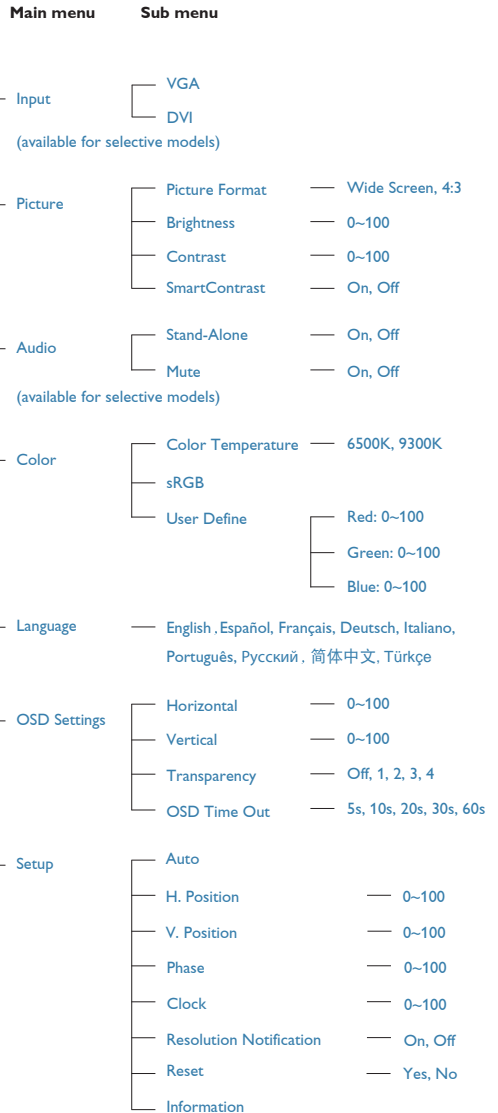 Main menu Sub menu
VGA
Input
DVI
(available for selective models)
Picture Format Wide Screen, 4:3
Picture
Brightness 0~100
Contrast 0~100
SmartContrast On, Off
Stand-Alone On, Off
Audio
Mute On, Off
(available for selective models)
Color Temperature 6500K, 9300K
Color
sRGB
User Define Red: 0~100
Green: 0~100
Blue: 0~100
Language English , Español, Français, Deutsch, Italiano,
Português, Русский , 简体中文, Türkçe
Horizontal 0~100
OSD Settings
Vertical 0~100
Transparency Off, 1, 2, 3, 4
OSD Time Out 5s, 10s, 20s, 30s, 60s
Setup Auto
H. Position 0~100
V. Position 0~100
Phase 0~100
Clock 0~100
Resolution Notification On, Off
Reset Yes, No
Information